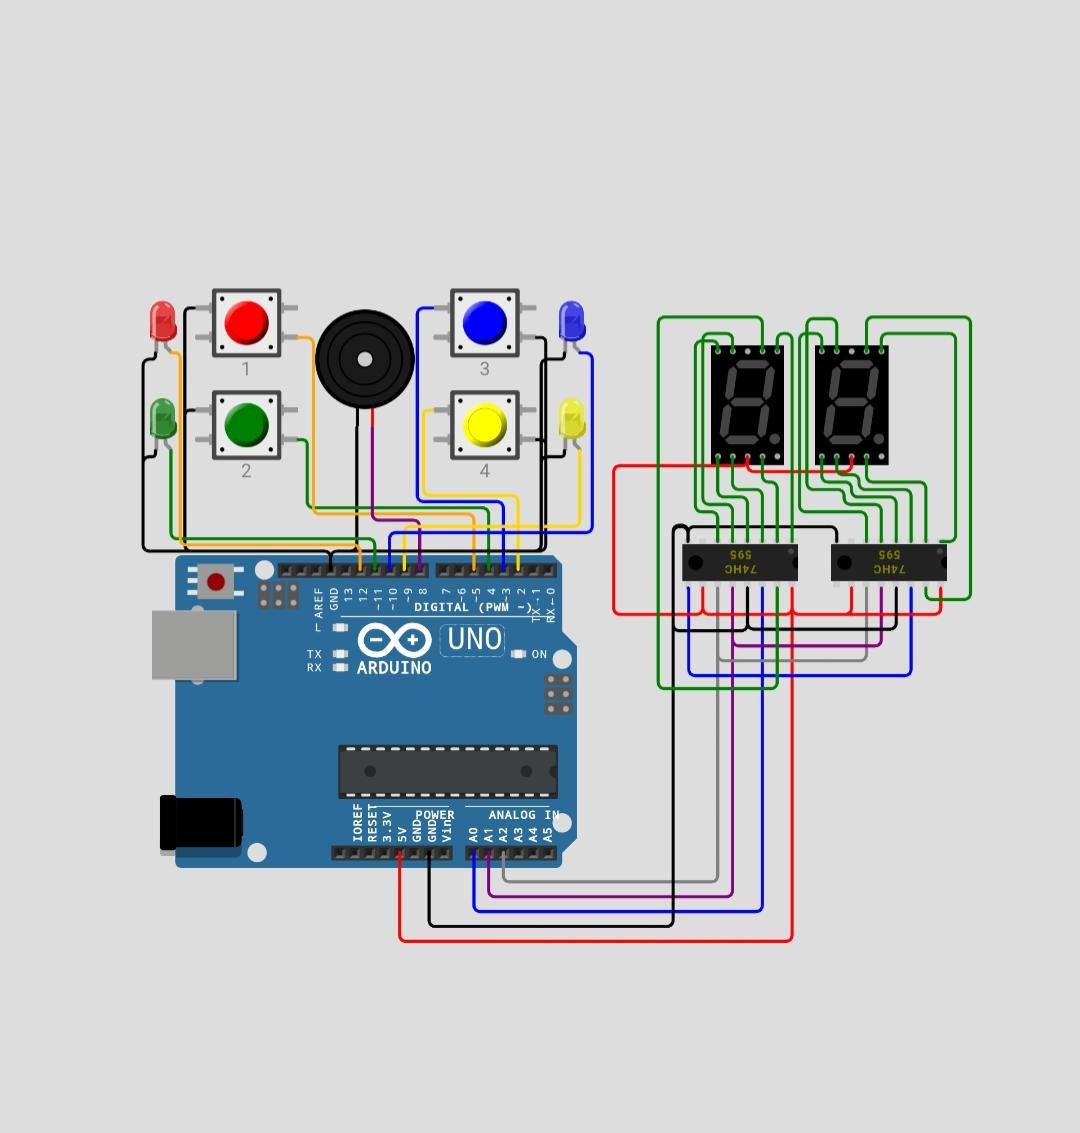 1
3
2
4
595
74HC
595
74HC
AREF
GND
13
12
~11
~10
~9
8
7
~6
~5
4
~3
2
TX→1
RX←0
DIGITAL (PWM ~)
L
UNO
TX
RX
ON
ARDUINO
IOREF
RESET
3.3V
5V
GND
GND
Vin
POWER
ANALOG IN
A0
A1
A2
A3
A4
A5